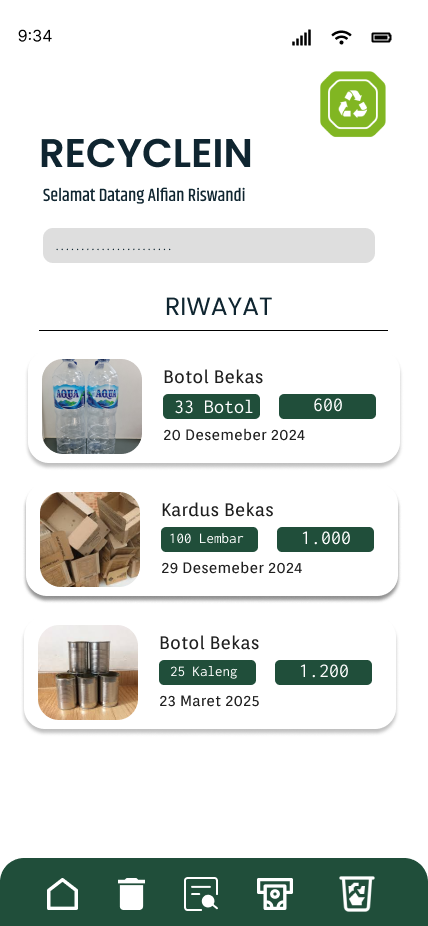 9:34
RECYCLEIN
Selamat Datang Alfian Riswandi
.......................
RIWAYAT
AQUA AQUA
Botol Bekas
33 Botol 600
20 Desemeber 2024
Kardus Bekas
100 Lembar 1.000
29 Desemeber 2024
Botol Bekas
25 Kaleng 1.200
23 Maret 2025